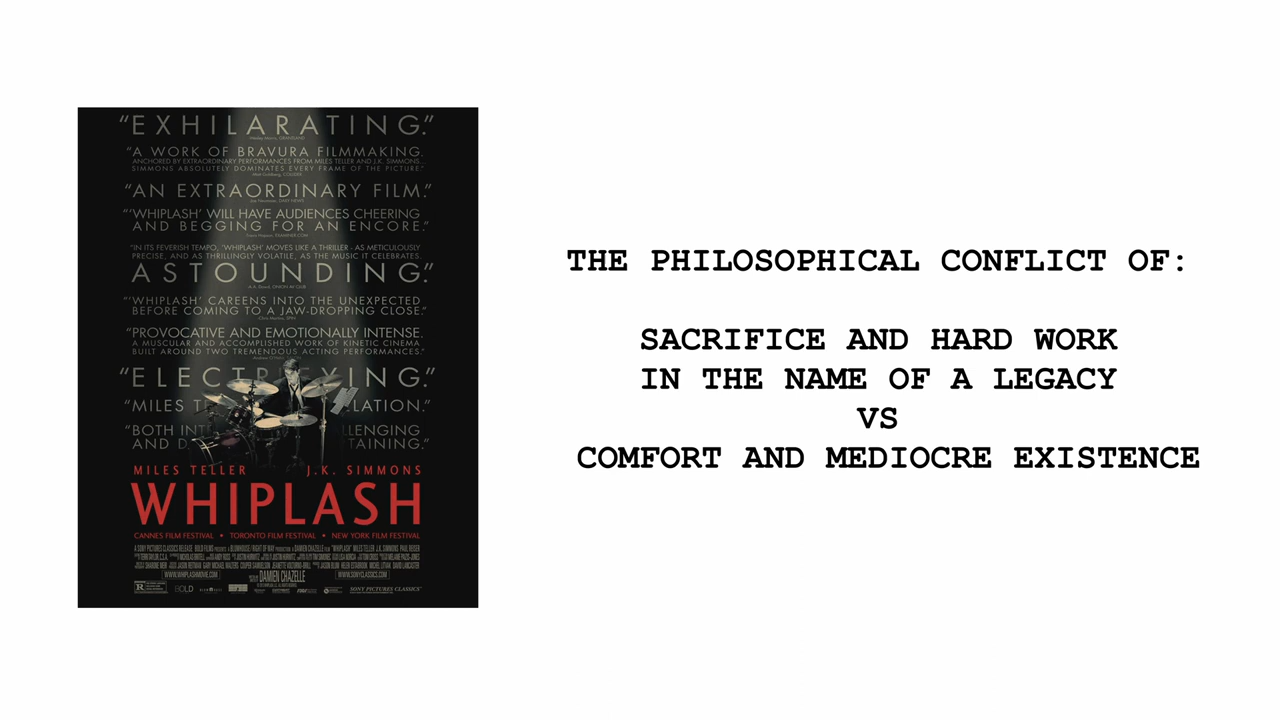 “EXHILARATING.”
“A WORK OF BRAVURA FILMMAKING.
ANCHORED BY EXTRAORDINARY PERFORMANCES FROM MILES TELLER AND J.K. SIMMONS.
SIMMONS ABSOLUTELY DOMINATES EVERY FRAME OF THE PICTURE.”
“AN EXTRAORDINARY FILM.”
“‘WHIPLASH’ WILL HAVE AUDIENCES CHEERING
AND BEGGING FOR AN ENCORE.”
“IN ITS FEVERISH TEMPO, ‘WHIPLASH’ MOVES LIKE A THRILLER - AS METICULOUSLY
PRECISE, AND AS THRILLINGLY VOLATILE, AS THE MUSIC IT CELEBRATES.
ASTOUNDING.”
“‘WHIPLASH’ CAREENS INTO THE UNEXPECTED
BEFORE COMING TO A JAW-DROPPING CLOSE.”
“PROVOCATIVE AND EMOTIONALLY INTENSE.
A MUSCULAR AND ACCOMPLISHED WORK OF KINETIC CINEMA
BUILT AROUND TWO TREMENDOUS ACTING PERFORMANCES.”
“MILES
“BOTH
AND
MILES TELLER J.K. SIMMONS
WHIPLASH
CANNES FILM FESTIVAL • TORONTO FILM FESTIVAL • NEW YORK FILM FESTIVAL
DAMIEN CHAZELLE
WWW.SONYCLASSICS.COM
R
BOLD
SONY PICTURES CLASSICS
THE PHILOSOPHICAL CONFLICT OF:
SACRIFICE AND HARD WORK
IN THE NAME OF A LEGACY
VS
COMFORT AND MEDIOCRE EXISTENCE